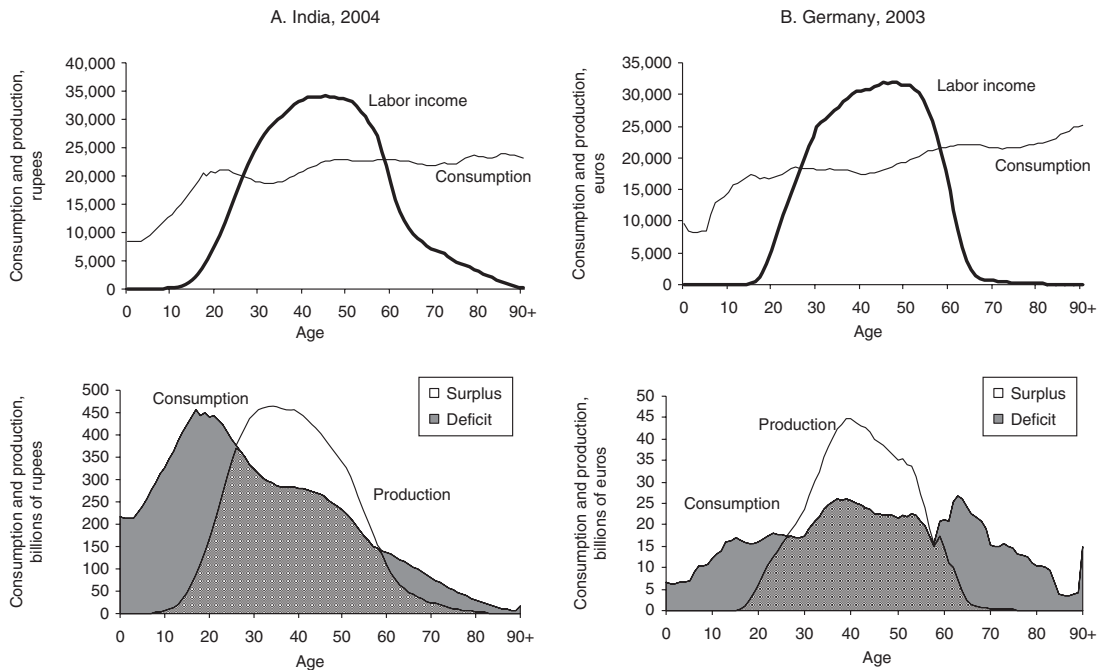 A. India, 2004
Consumption and production,
rupees
40,000
35,000
30,000
25,000
20,000
15,000
10,000
5,000
0
Labor income
Consumption
0 10 20 30 40 50 60 70 80 90+
Age
B. Germany, 2003
Consumption and production,
euros
35,000
30,000
25,000
20,000
15,000
10,000
5,000
0
Labor income
Consumption
0 10 20 30 40 50 60 70 80 90+
Age
Consumption and production,
billions of rupees
500
450
400
350
300
250
200
150
100
50
0
Consumption
Surplus
Deficit
Production
0 10 20 30 40 50 60 70 80 90+
Age
Consumption and production,
billions of euros
50
45
40
35
30
25
20
15
10
5
0
Surplus
Deficit
Production
Consumption
0 10 20 30 40 50 60 70 80 90+
Age